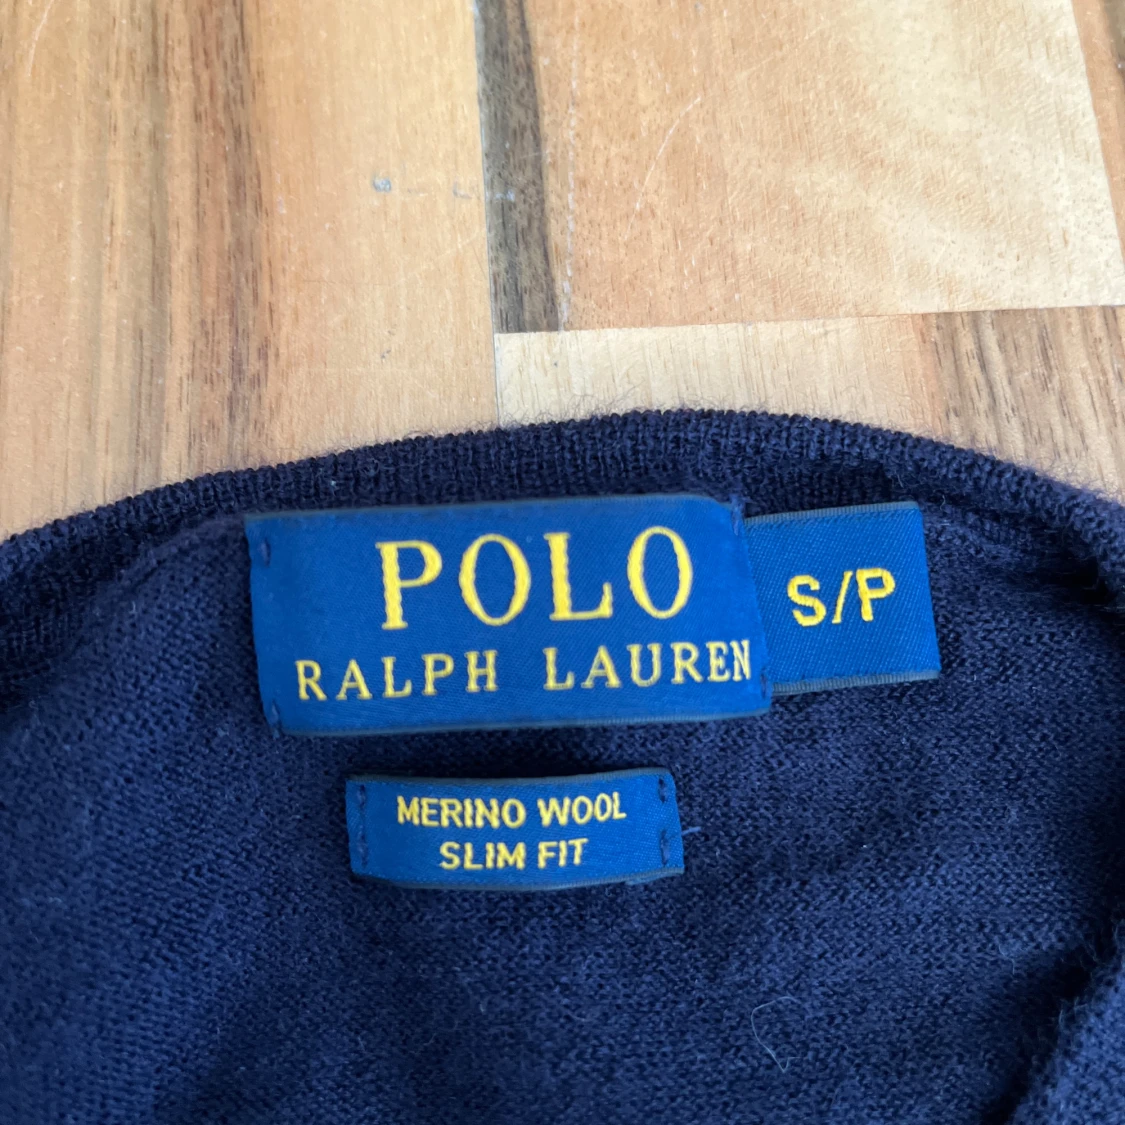 POLO
RALPH LAUREN
S/P
MERINO WOOL
SLIM FIT